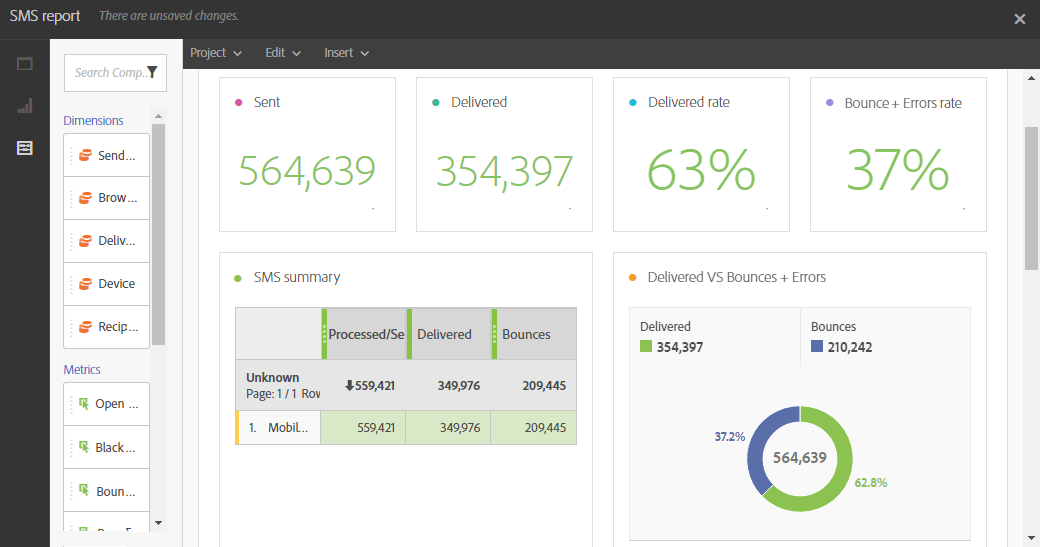 SMS report There are unsaved changes.
Project Edit Insert
Search Comp...
Dimensions
Send...
Brow...
Deliv...
Device
Recip...
Metrics
Open ...
Black ...
Boun...
Sent
564,639
Delivered
354,397
Delivered rate
63%
Bounce + Errors rate
37%
SMS summary
Processed/Se Delivered Bounces
Unknown
Page: 1 / 1 Row
559,421 349,976 209,445
1. Mobil... 559,421 349,976 209,445
Delivered VS Bounces + Errors
Delivered
354,397
Bounces
210,242
37.2%
564,639
62.8%